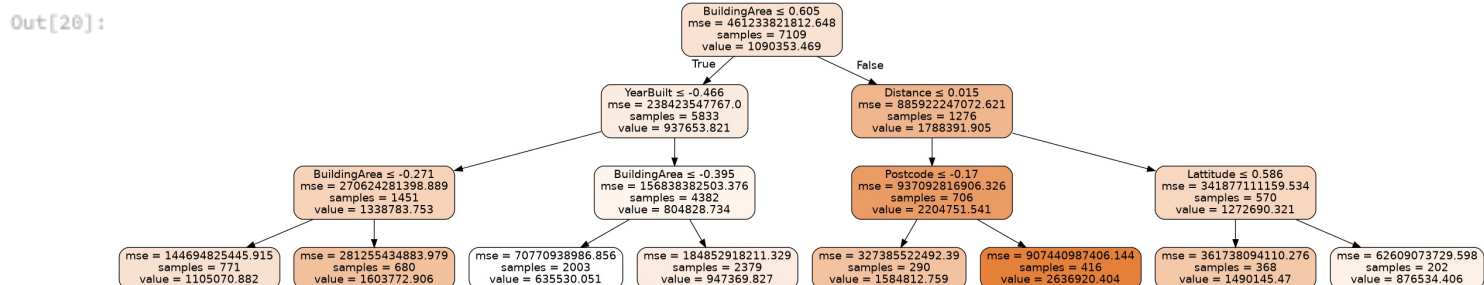 Out[20]:
BuildingArea ≤ 0.605
mse = 461233821812.648
samples = 7109
value = 1090353.469
True
False
YearBuilt ≤ -0.466
mse = 238423547767.0
samples = 5833
value = 937653.821
Distance ≤ 0.015
mse = 885922247072.621
samples = 1276
value = 1788391.905
BuildingArea ≤ -0.271
mse = 270624281398.889
samples = 1451
value = 1338783.753
BuildingArea ≤ -0.395
mse = 156838382503.376
samples = 4382
value = 804828.734
Postcode ≤ -0.17
mse = 937092816906.326
samples = 706
value = 2204751.541
Lattitude ≤ 0.586
mse = 341877111159.534
samples = 570
value = 1272690.321
mse = 144694825445.915
samples = 771
value = 1105070.882
mse = 281255434883.979
samples = 680
value = 1603772.906
mse = 70770938986.856
samples = 2003
value = 635530.051
mse = 184852918211.329
samples = 2379
value = 947369.827
mse = 327385522492.39
samples = 290
value = 1584812.759
mse = 907440987406.144
samples = 416
value = 2636920.404
mse = 361738094110.276
samples = 368
value = 1490145.47
mse = 62609073729.598
samples = 202
value = 876534.406